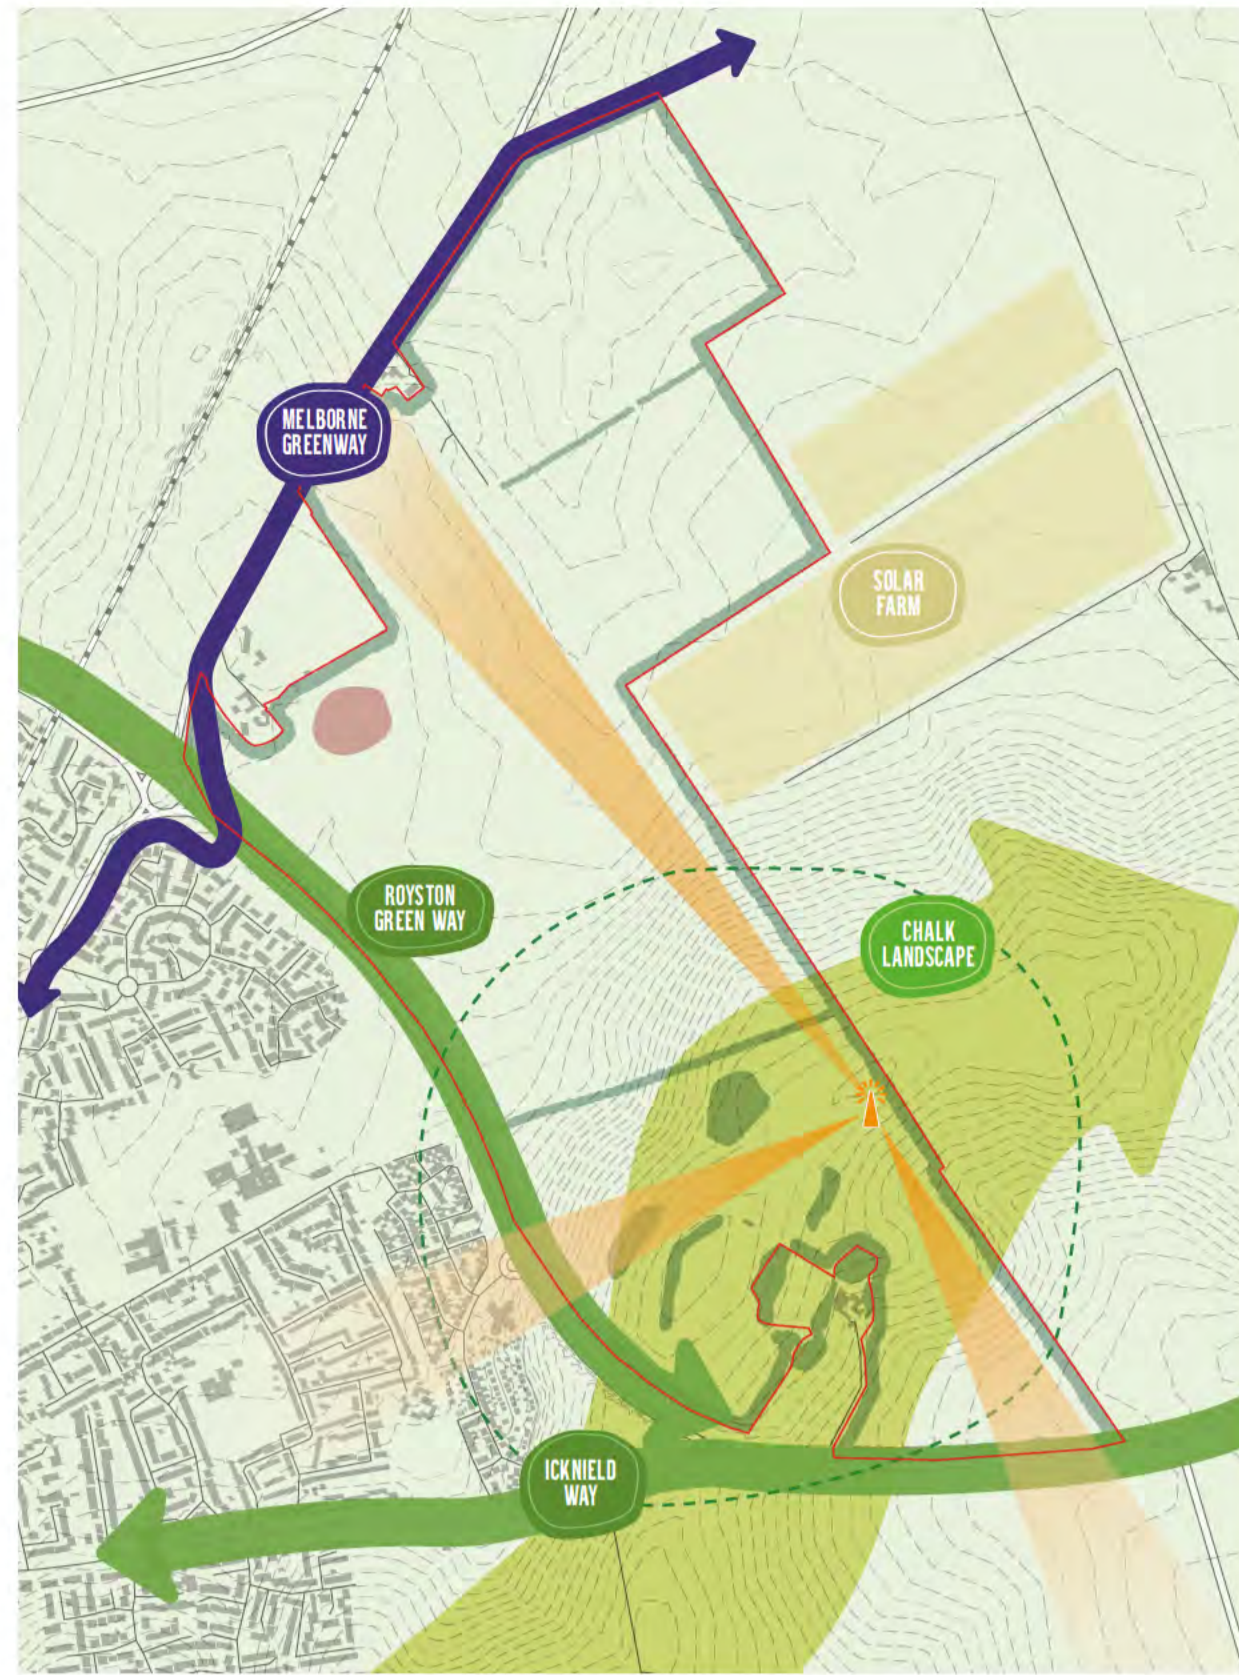 MELBORNE
GREENWAY
SOLAR
FARM
ROYSTON
GREEN WAY
CHALK
LANDSCAPE
ICKNIELD
WAY